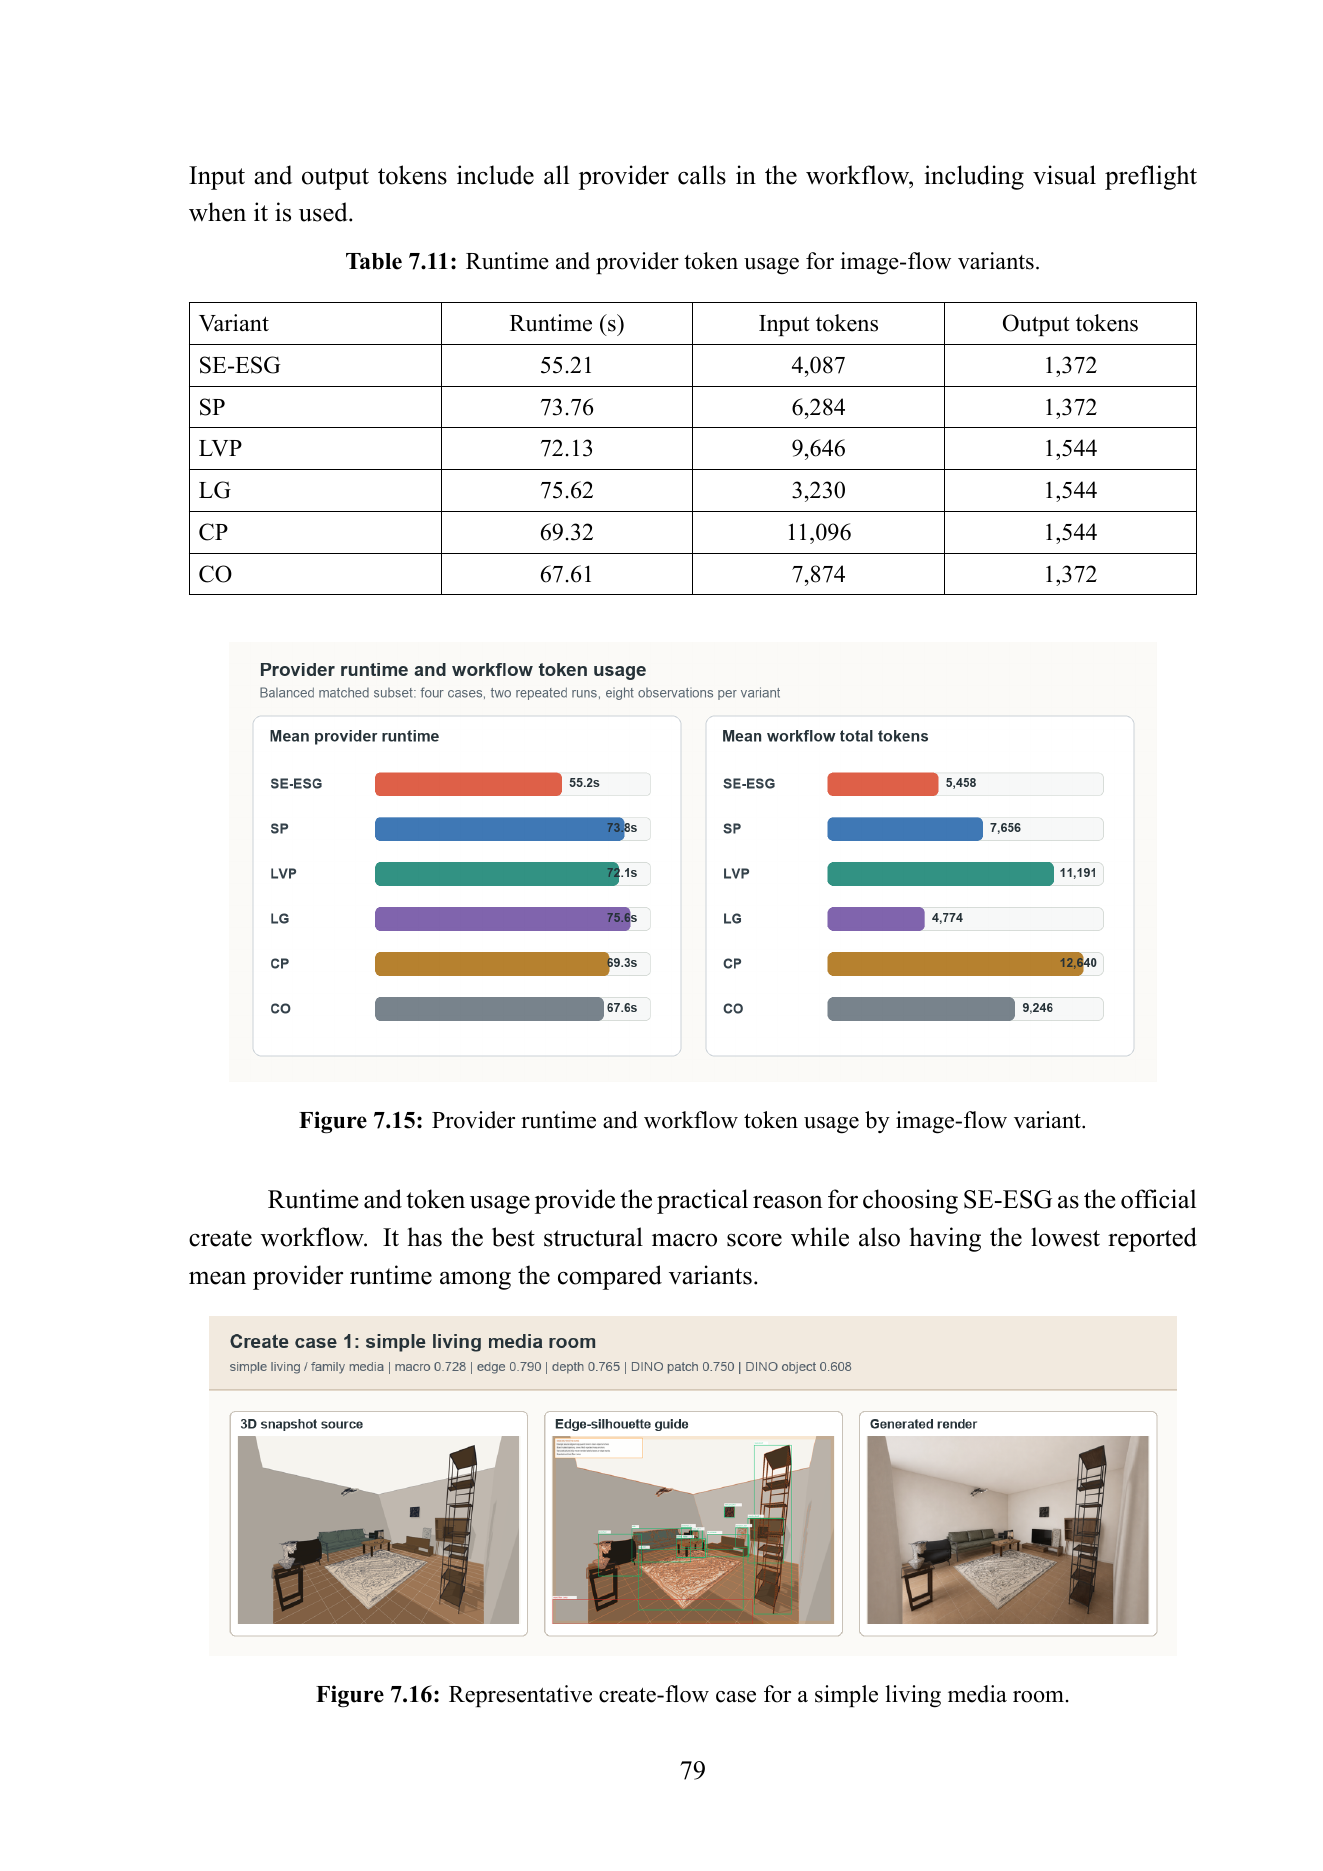 Input and output tokens include all provider calls in the workflow, including visual preflight
when it is used.
Table 7.11: Runtime and provider token usage for image-flow variants.
Variant Runtime (s) Input tokens Output tokens
SE-ESG 55.21 4,087 1,372
SP 73.76 6,284 1,372
LVP 72.13 9,646 1,544
LG 75.62 3,230 1,544
CP 69.32 11,096 1,544
CO 67.61 7,874 1,372
Provider runtime and workflow token usage
Balanced matched subset: four cases, two repeated runs, eight observations per variant
Mean provider runtime
SE-ESG 55.2s
SP 73.8s
LVP 72.1s
LG 75.6s
CP 69.3s
CO 67.6s
Mean workflow total tokens
SE-ESG 5,458
SP 7,656
LVP 11,191
LG 4,774
CP 12,640
CO 9,246
Figure 7.15: Provider runtime and workflow token usage by image-flow variant.
Runtime and token usage provide the practical reason for choosing SE-ESG as the official
create workflow. It has the best structural macro score while also having the lowest reported
mean provider runtime among the compared variants.
Create case 1: simple living media room
simple living / family media | macro 0.728 | edge 0.790 | depth 0.765 | DINO patch 0.750 | DINO object 0.608
3D snapshot source
Edge-silhouette guide
Generated render
Figure 7.16: Representative create-flow case for a simple living media room.
79